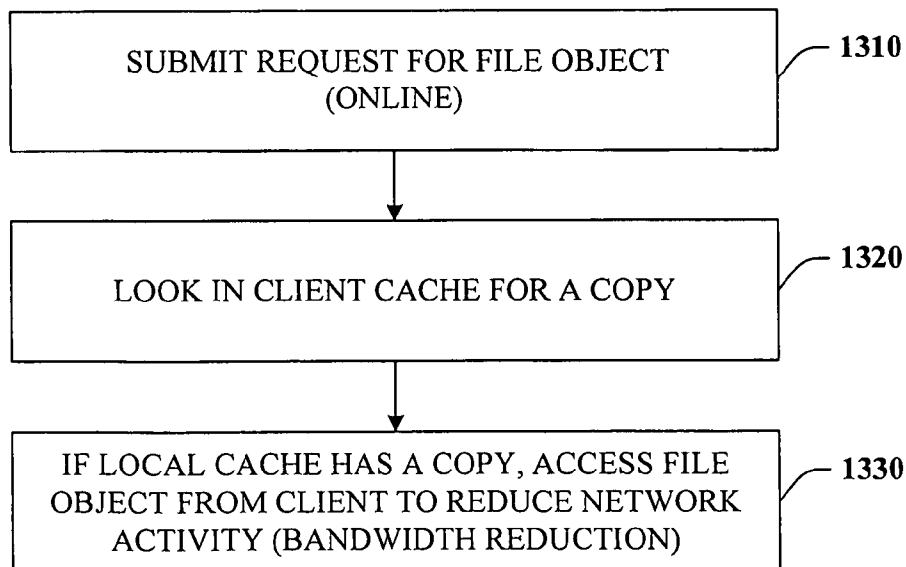 SUBMIT REQUEST FOR FILE OBJECT
(ONLINE)
1310
LOOK IN CLIENT CACHE FOR A COPY
1320
IF LOCAL CACHE HAS A COPY, ACCESS FILE
OBJECT FROM CLIENT TO REDUCE NETWORK
ACTIVITY (BANDWIDTH REDUCTION)
1330